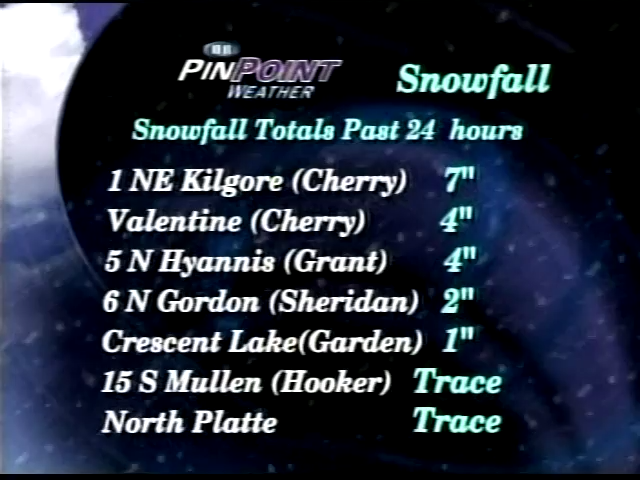 PINPOINT
WEATHER
Snowfall
Snowfall Totals Past 24 hours
1 NE Kilgore (Cherry) 7"
Valentine (Cherry) 4"
5 N Hyannis (Grant) 4"
6 N Gordon (Sheridan) 2"
Crescent Lake(Garden) 1"
15 S Mullen (Hooker) Trace
North Platte Trace